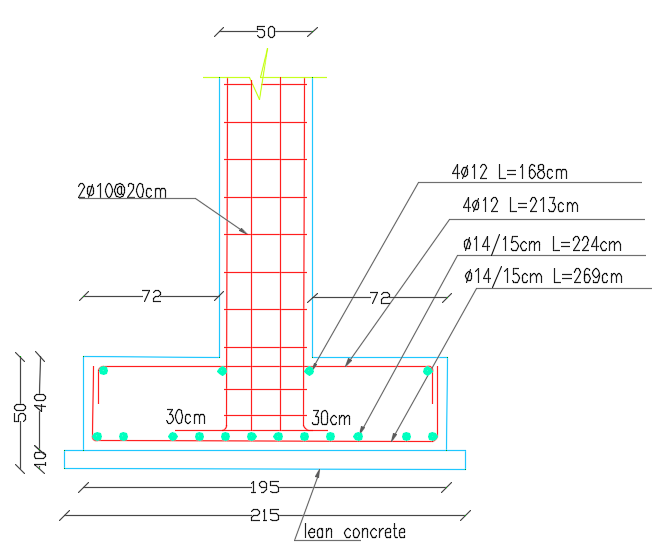 50
4ø12 L=168cm
2ø10@20cm
4ø12 L=213cm
ø14/15cm L=224cm
ø14/15cm L=269cm
72
72
50
40
10
30cm
30cm
195
215
lean concrete